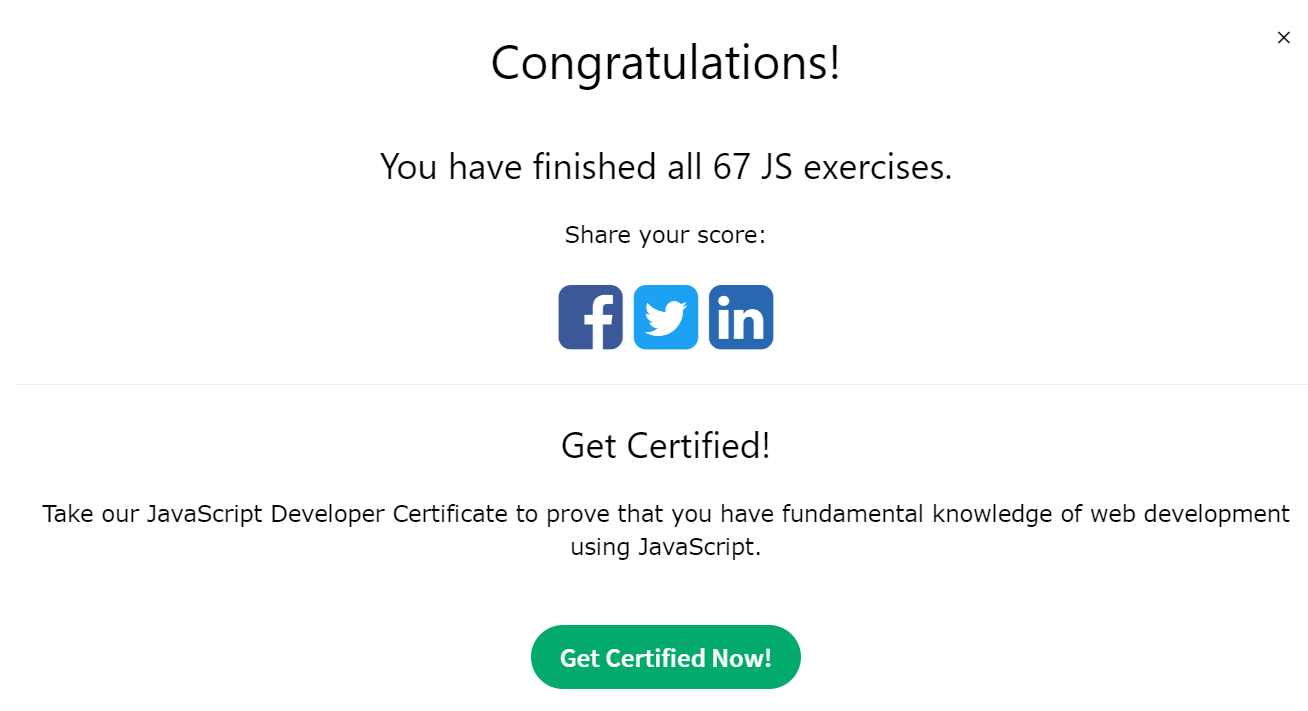 Congratulations!
You have finished all 67 JS exercises.
Share your score:
Get Certified!
Take our JavaScript Developer Certificate to prove that you have fundamental knowledge of web development
using JavaScript.
Get Certified Now!